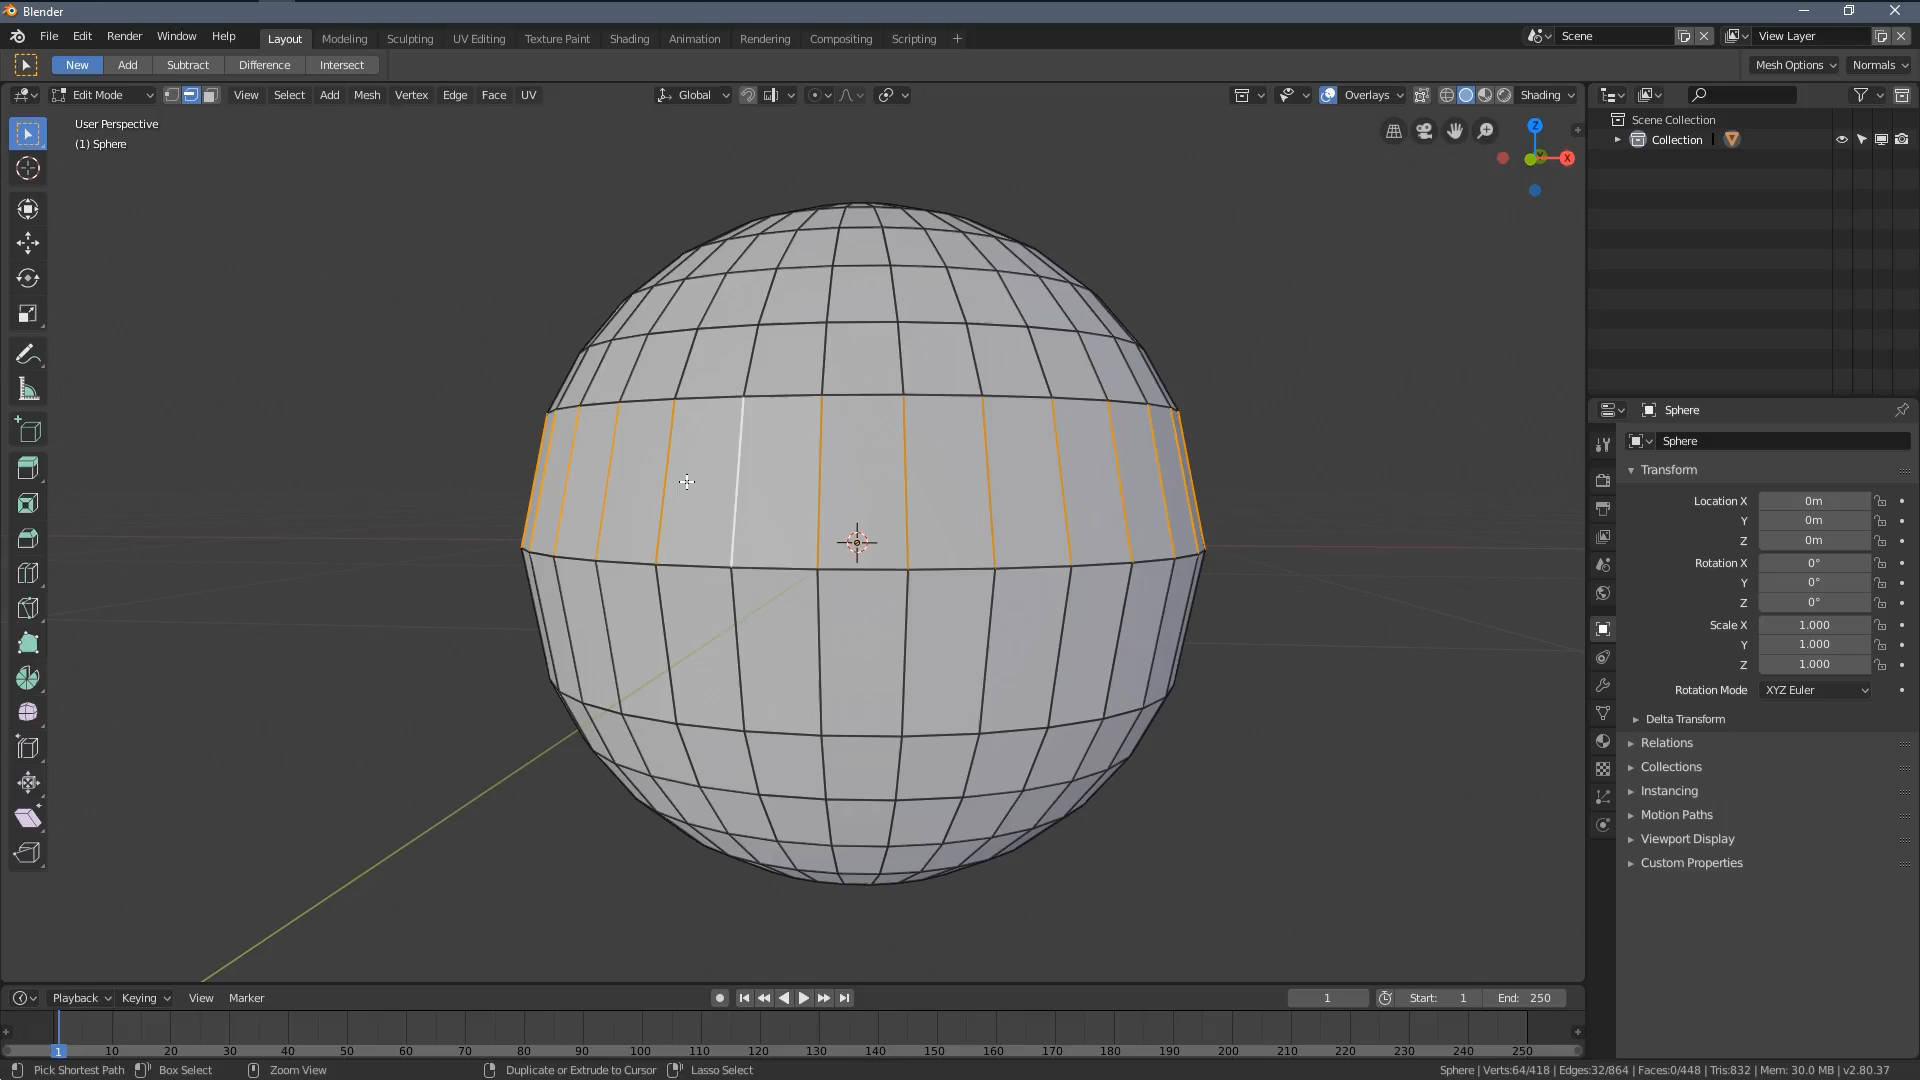 Blender
File Edit Render Window Help Layout Modeling Sculpting UV Editing Texture Paint Shading Animation Rendering Compositing Scripting + Scene View Layer
New Add Subtract Difference Intersect Mesh Options Normals
Edit Mode View Select Add Mesh Vertex Edge Face UV Global Overlays Shading
User Perspective
(1) Sphere
Z
X
Scene Collection
Collection
Sphere
Sphere
Transform
Location X 0m
Y 0m
Z 0m
Rotation X 0°
Y 0°
Z 0°
Scale X 1.000
Y 1.000
Z 1.000
Rotation Mode XYZ Euler
Delta Transform
Relations
Collections
Instancing
Motion Paths
Viewport Display
Custom Properties
Playback Keying View Marker 1 Start: 1 End: 250
1 10 20 30 40 50 60 70 80 90 100 110 120 130 140 150 160 170 180 190 200 210 220 230 240 250
Pick Shortest Path Box Select Zoom View Duplicate or Extrude to Cursor Lasso Select Sphere | Verts:64/418 | Edges:32/864 | Faces:0/448 | Tris:832 | Mem: 30.0 MB | v2.80.37